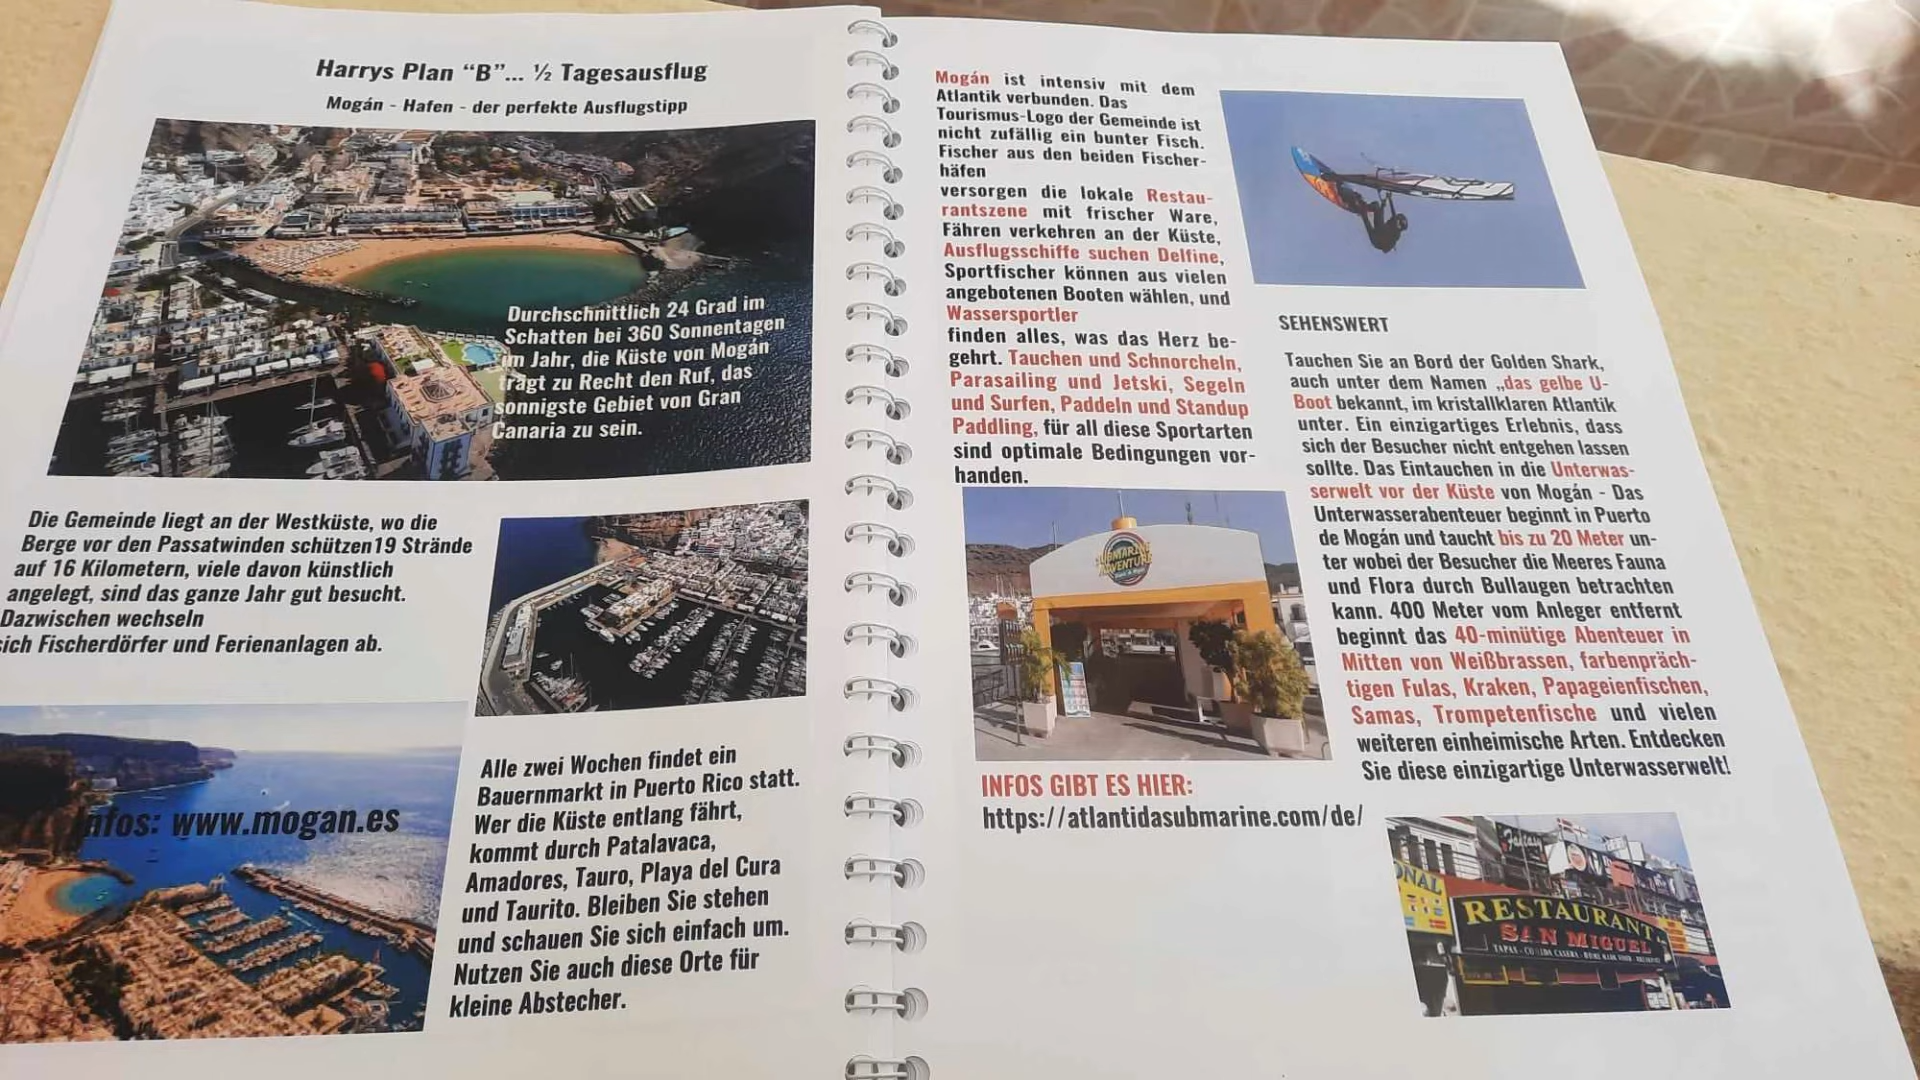 Harrys Plan “B”... ½ Tagesausflug
Mogán - Hafen - der perfekte Ausflugstipp
Durchschnittlich 24 Grad im
Schatten bei 360 Sonnentagen
im Jahr, die Küste von Mogán
trägt zu Recht den Ruf, das
sonnigste Gebiet von Gran
Canaria zu sein.
Die Gemeinde liegt an der Westküste, wo die
Berge vor den Passatwinden schützen19 Strände
auf 16 Kilometern, viele davon künstlich
angelegt, sind das ganze Jahr gut besucht.
Dazwischen wechseln
sich Fischerdörfer und Ferienanlagen ab.
Infos: www.mogan.es
Alle zwei Wochen findet ein
Bauernmarkt in Puerto Rico statt.
Wer die Küste entlang fährt,
kommt durch Patalavaca,
Amadores, Tauro, Playa del Cura
und Taurito. Bleiben Sie stehen
und schauen Sie sich einfach um.
Nutzen Sie auch diese Orte für
kleine Abstecher.
Mogán ist intensiv mit dem
Atlantik verbunden. Das
Tourismus-Logo der Gemeinde ist
nicht zufällig ein bunter Fisch.
Fischer aus den beiden Fischer-
häfen
versorgen die lokale Restau-
rantszene mit frischer Ware,
Fähren verkehren an der Küste,
Ausflugsschiffe suchen Delfine,
Sportfischer können aus vielen
angebotenen Booten wählen, und
Wassersportler
finden alles, was das Herz be-
gehrt. Tauchen und Schnorcheln,
Parasailing und Jetski, Segeln
und Surfen, Paddeln und Standup
Paddling, für all diese Sportarten
sind optimale Bedingungen vor-
handen.
SUBMARINE
ADVENTURE
INFOS GIBT ES HIER:
https://atlantidasubmarine.com/de/
SEHENSWERT
Tauchen Sie an Bord der Golden Shark,
auch unter dem Namen „das gelbe U-
Boot bekannt, im kristallklaren Atlantik
unter. Ein einzigartiges Erlebnis, dass
sich der Besucher nicht entgehen lassen
sollte. Das Eintauchen in die Unterwas-
serwelt vor der Küste von Mogán - Das
Unterwasserabenteuer beginnt in Puerto
de Mogán und taucht bis zu 20 Meter un-
ter wobei der Besucher die Meeres Fauna
und Flora durch Bullaugen betrachten
kann. 400 Meter vom Anleger entfernt
beginnt das 40-minütige Abenteuer in
Mitten von Weißbrassen, farbenpräch-
tigen Fulas, Kraken, Papageienfischen,
Samas, Trompetenfische und vielen
weiteren einheimische Arten. Entdecken
Sie diese einzigartige Unterwasserwelt!
Fantasy
ONAL
RESTAURANT
SAN MIGUEL
TAPAS - COMIDA CASERA - HOME MADE FOOD - BREAKFAST